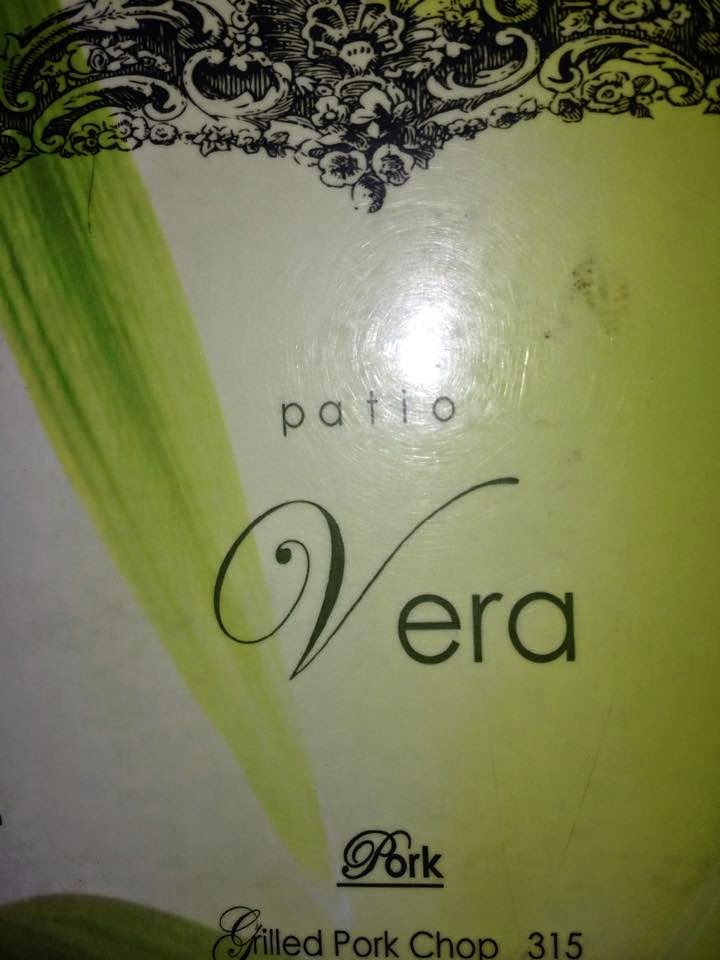 patio
Vera
Pork
Grilled Pork Chop 315